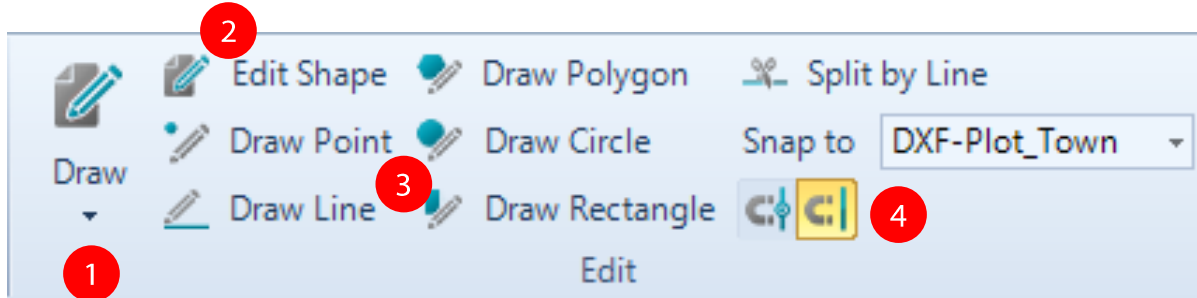 2
Edit Shape Draw Polygon Split by Line
Draw Point Draw Circle Snap to DXF-Plot_Town
Draw
3
Draw Line Draw Rectangle 4
1
Edit